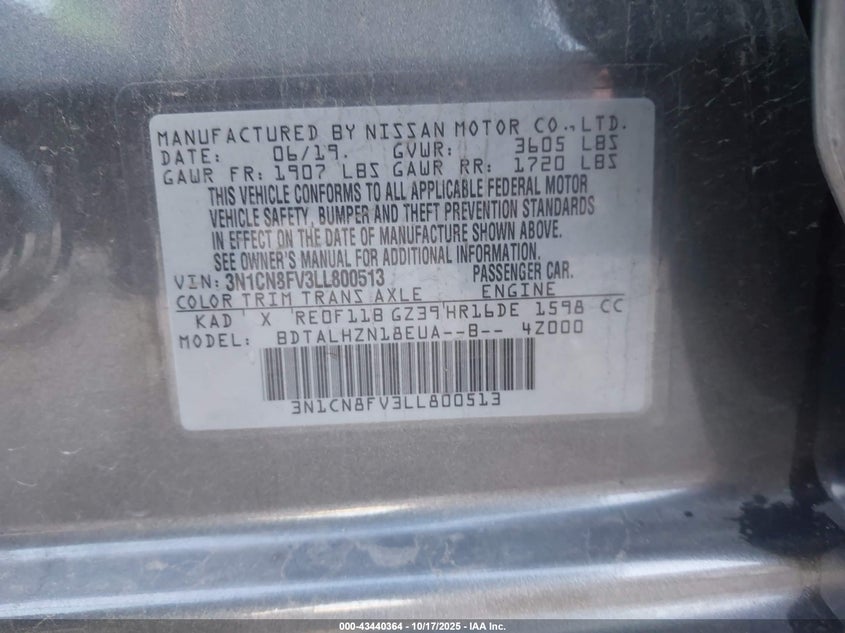 MANUFACTURED BY NISSAN MOTOR CO., LTD.
DATE: 06/19. GVWR: 3605 LBS
GAWR FR: 1907 LBS GAWR RR: 1720 LBS
THIS VEHICLE CONFORMS TO ALL APPLICABLE FEDERAL MOTOR
VEHICLE SAFETY, BUMPER AND THEFT PREVENTION STANDARDS
IN EFFECT ON THE DATE OF MANUFACTURE SHOWN ABOVE.
SEE OWNER'S MANUAL FOR ADDITIONAL INFORMATION.
VIN: 3N1CN8FV3LL800513 PASSENGER CAR.
COLOR TRIM TRANS AXLE ENGINE
KAD X RE0F11B GZ39 HR16DE 1598 CC
MODEL: BDTALHZN18EUA--B-- 4Z000
3N1CN8FV3LL800513
000-43440364 | 10/17/2025 - IAA Inc.